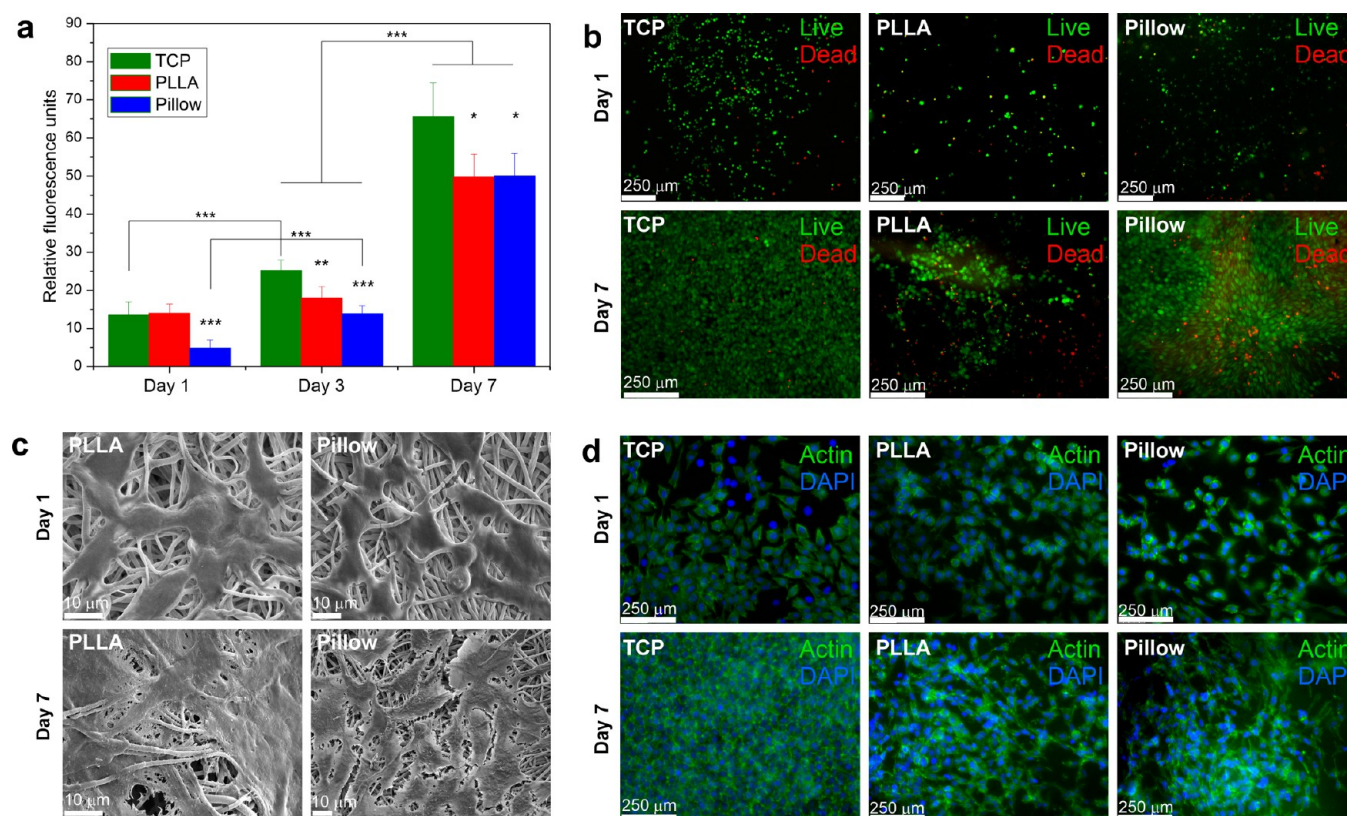 a
Relative fluorescence units
90
80
70
60
50
40
30
20
10
0
TCP
PLLA
Pillow
***
***
***
***
**
***
*
*
Day 1
Day 3
Day 7
b
Day 1
TCP
Live
Dead
250 μm
PLLA
Live
Dead
250 μm
Pillow
Live
Dead
250 μm
Day 7
TCP
Live
Dead
250 μm
PLLA
Live
Dead
250 μm
Pillow
Live
Dead
250 μm
c
Day 1
PLLA
10 μm
Pillow
10 μm
Day 7
PLLA
10 μm
Pillow
10 μm
d
Day 1
TCP
Actin
DAPI
250 μm
PLLA
Actin
DAPI
250 μm
Pillow
Actin
DAPI
250 μm
Day 7
TCP
Actin
DAPI
250 μm
PLLA
Actin
DAPI
250 μm
Pillow
Actin
DAPI
250 μm